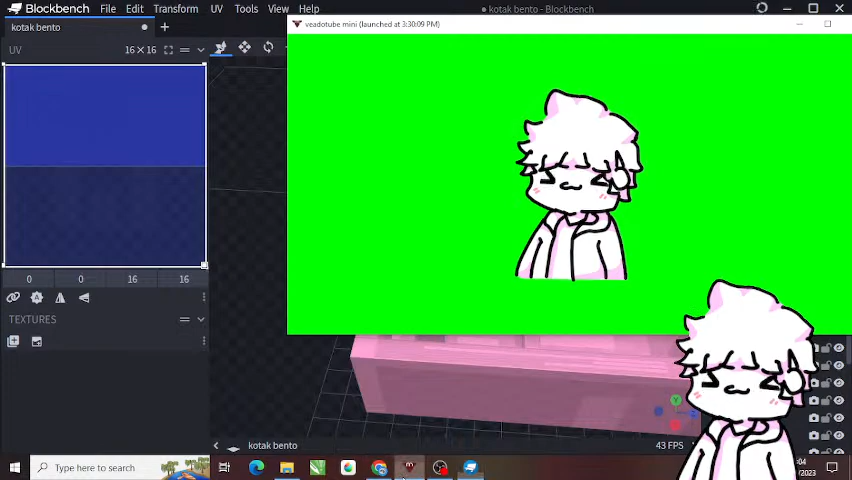 Blockbench File Edit Transform UV Tools View Help
kotak bento - Blockbench
kotak bento
veadotube mini (launched at 3:30:09 PM)
UV 16×16
0 0 16 16
TEXTURES
kotak bento 43 FPS
Type here to search